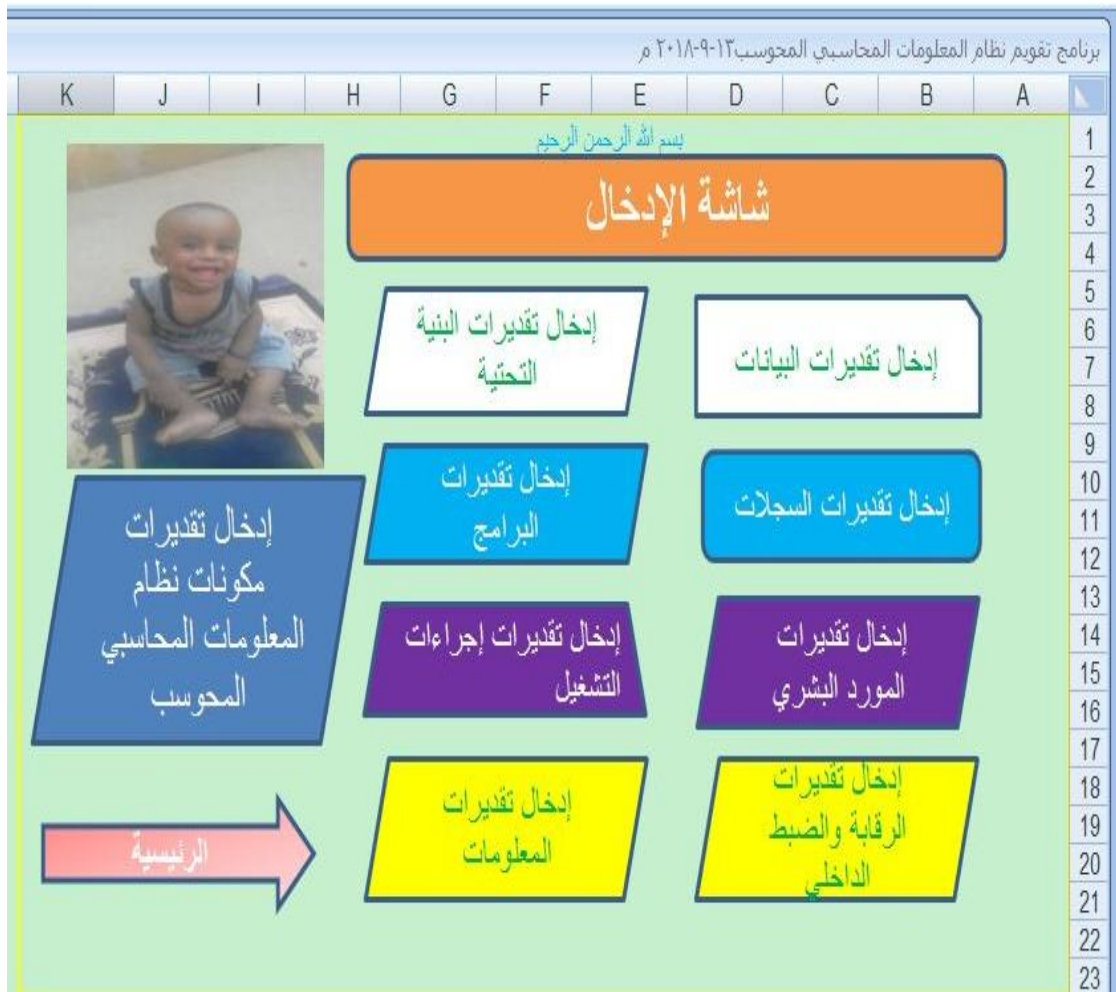 برنامج تقويم نظام المعلومات المحاسبي المحوسب١٣-٩-٢٠١٨ م
A B C D E F G H I J K
1
2
3
4
5
6
7
8
9
10
11
12
13
14
15
16
17
18
19
20
21
22
23
بسم الله الرحمن الرحيم
شاشة الإدخال
إدخال تقديرات البيانات
إدخال تقديرات البنية
التحتية
إدخال تقديرات السجلات
إدخال تقديرات
البرامج
إدخال تقديرات
مكونات نظام
المعلومات المحاسبي
المحوسب
إدخال تقديرات
المورد البشري
إدخال تقديرات إجراءات
التشغيل
إدخال تقديرات
الرقابة والضبط
الداخلي
إدخال تقديرات
المعلومات
الرئيسية